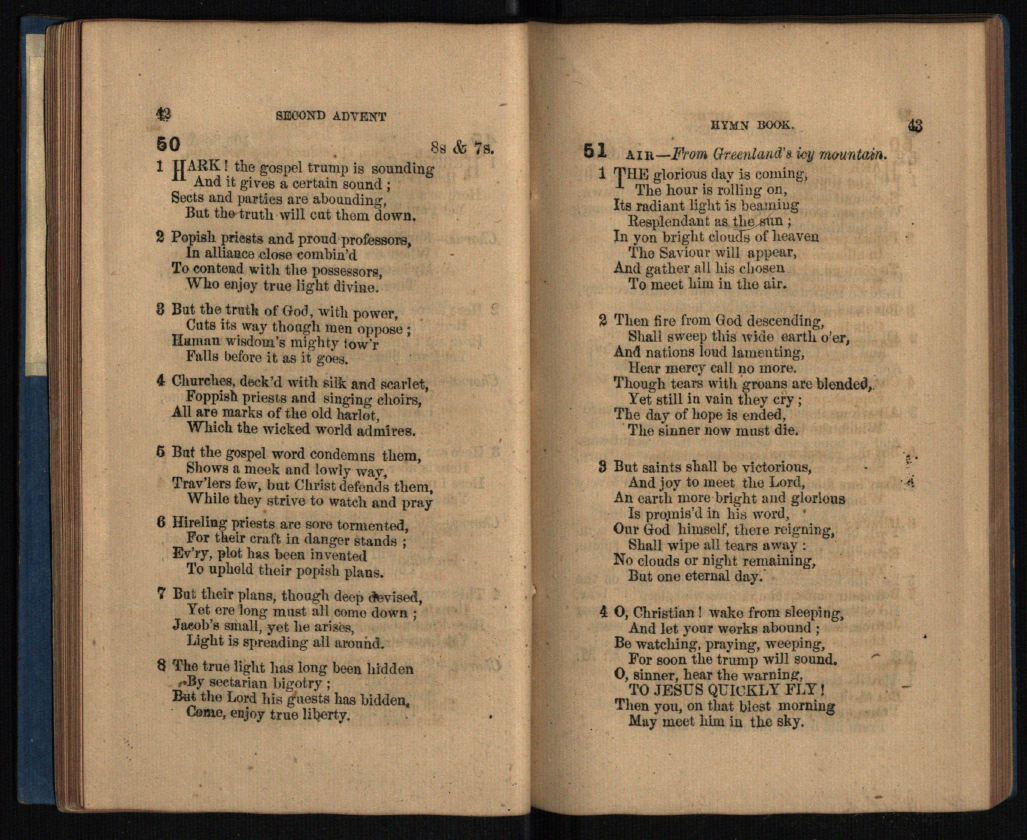 42 SECOND ADVENT
50 8s & 7s.
1 HARK! the gospel trump is sounding
And it gives a certain sound;
Sects and parties are abounding,
But the truth will cut them down.
2 Popish priests and proud professors,
In alliance close combin'd
To contend with the possessors,
Who enjoy true light divine.
3 But the truth of God, with power,
Cuts its way though men oppose;
Human wisdom's mighty tow'r
Falls before it as it goes.
4 Churches, deck'd with silk and scarlet,
Foppish priests and singing choirs,
All are marks of the old harlot,
Which the wicked world admires.
5 But the gospel word condemns them,
Shows a meek and lowly way,
Trav'lers few, but Christ defends them,
While they strive to watch and pray
6 Hireling priests are sore tormented,
For their craft in danger stands;
Ev'ry, plot has been invented
To uphold their popish plans.
7 But their plans, though deep devised,
Yet ere long must all come down;
Jacob's small, yet he arises,
Light is spreading all around.
8 The true light has long been hidden
By sectarian bigotry;
But the Lord his guests has bidden,
Come, enjoy true liberty.
HYMN BOOK. 43
51 AIR—From Greenland's icy mountain.
1 THE glorious day is coming,
The hour is rolling on,
Its radiant light is beaming
Resplendant as the sun;
In yon bright clouds of heaven
The Saviour will appear,
And gather all his chosen
To meet him in the air.
2 Then fire from God descending,
Shall sweep this wide earth o'er,
And nations loud lamenting,
Hear mercy call no more.
Though tears with groans are blended,
Yet still in vain they cry;
The day of hope is ended,
The sinner now must die.
3 But saints shall be victorious,
And joy to meet the Lord,
An earth more bright and glorious
Is promis'd in his word,
Our God himself, there reigning,
Shall wipe all tears away:
No clouds or night remaining,
But one eternal day.
4 O, Christian! wake from sleeping,
And let your works abound;
Be watching, praying, weeping,
For soon the trump will sound.
O, sinner, hear the warning,
TO JESUS QUICKLY FLY!
Then you, on that blest morning
May meet him in the sky.